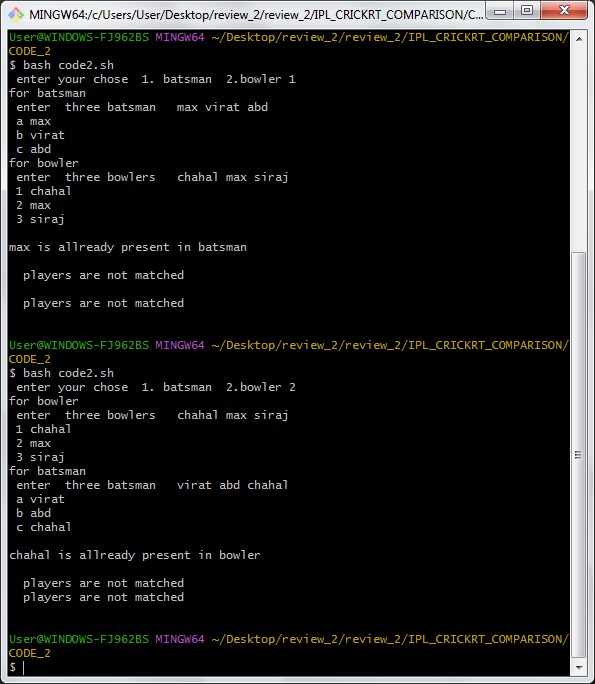 MINGW64:/c/Users/User/Desktop/review_2/review_2/IPL_CRICKRT_COMPARISON/C...
User@WINDOWS-FJ962BS MINGW64 ~/Desktop/review_2/review_2/IPL_CRICKRT_COMPARISON/
CODE_2
$ bash code2.sh
 enter your chose  1. batsman  2.bowler 1
for batsman
 enter  three batsman   max virat abd
 a max
 b virat
 c abd
for bowler
 enter  three bowlers   chahal max siraj
 1 chahal
 2 max
 3 siraj

max is allready present in batsman

  players are not matched

  players are not matched


User@WINDOWS-FJ962BS MINGW64 ~/Desktop/review_2/review_2/IPL_CRICKRT_COMPARISON/
CODE_2
$ bash code2.sh
 enter your chose  1. batsman  2.bowler 2
for bowler
 enter  three bowlers   chahal max siraj
 1 chahal
 2 max
 3 siraj
for batsman
 enter  three batsman   virat abd chahal
 a virat
 b abd
 c chahal

chahal is allready present in bowler

  players are not matched
  players are not matched


User@WINDOWS-FJ962BS MINGW64 ~/Desktop/review_2/review_2/IPL_CRICKRT_COMPARISON/
CODE_2
$